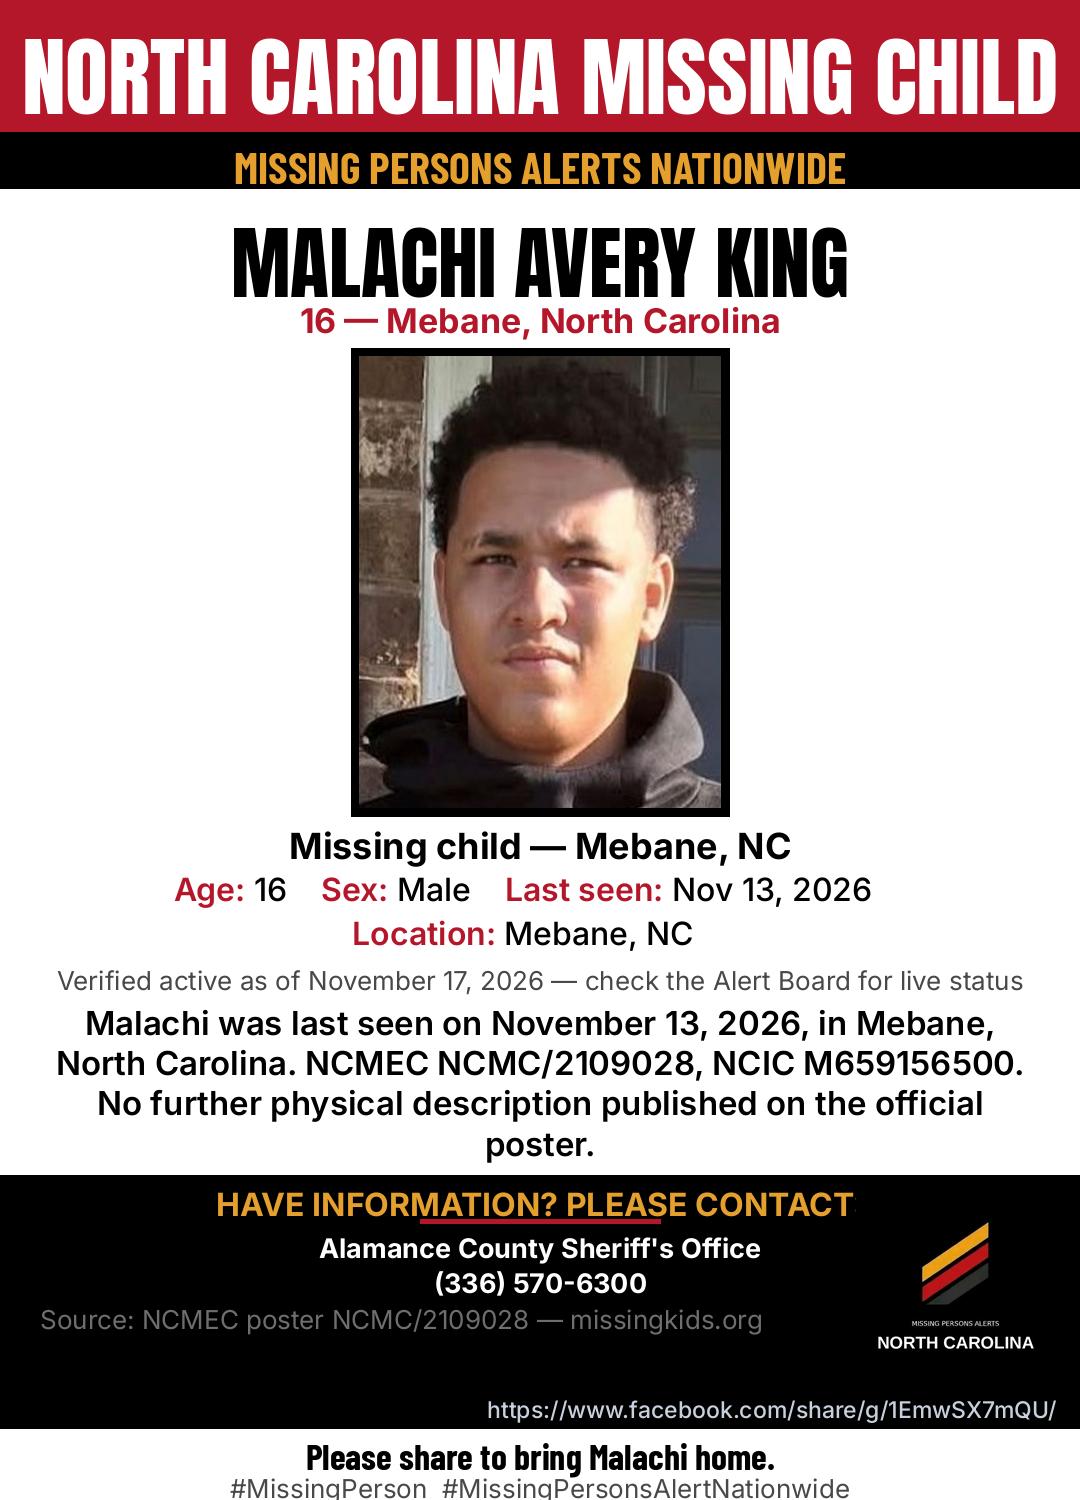 NORTH CAROLINA MISSING CHILD
MISSING PERSONS ALERTS NATIONWIDE
MALACHI AVERY KING
16 — Mebane, North Carolina
Missing child — Mebane, NC
Age: 16 Sex: Male Last seen: Nov 13, 2026
Location: Mebane, NC
Verified active as of November 17, 2026 — check the Alert Board for live status
Malachi was last seen on November 13, 2026, in Mebane,
North Carolina. NCMEC NCMC/2109028, NCIC M659156500.
No further physical description published on the official
poster.
HAVE INFORMATION? PLEASE CONTACT:
Alamance County Sheriff's Office
(336) 570-6300
Source: NCMEC poster NCMC/2109028 — missingkids.org
MISSING PERSONS ALERTS
NORTH CAROLINA
https://www.facebook.com/share/g/1EmwSX7mQU/
Please share to bring Malachi home.
#MissingPerson #MissingPersonsAlertNationwide